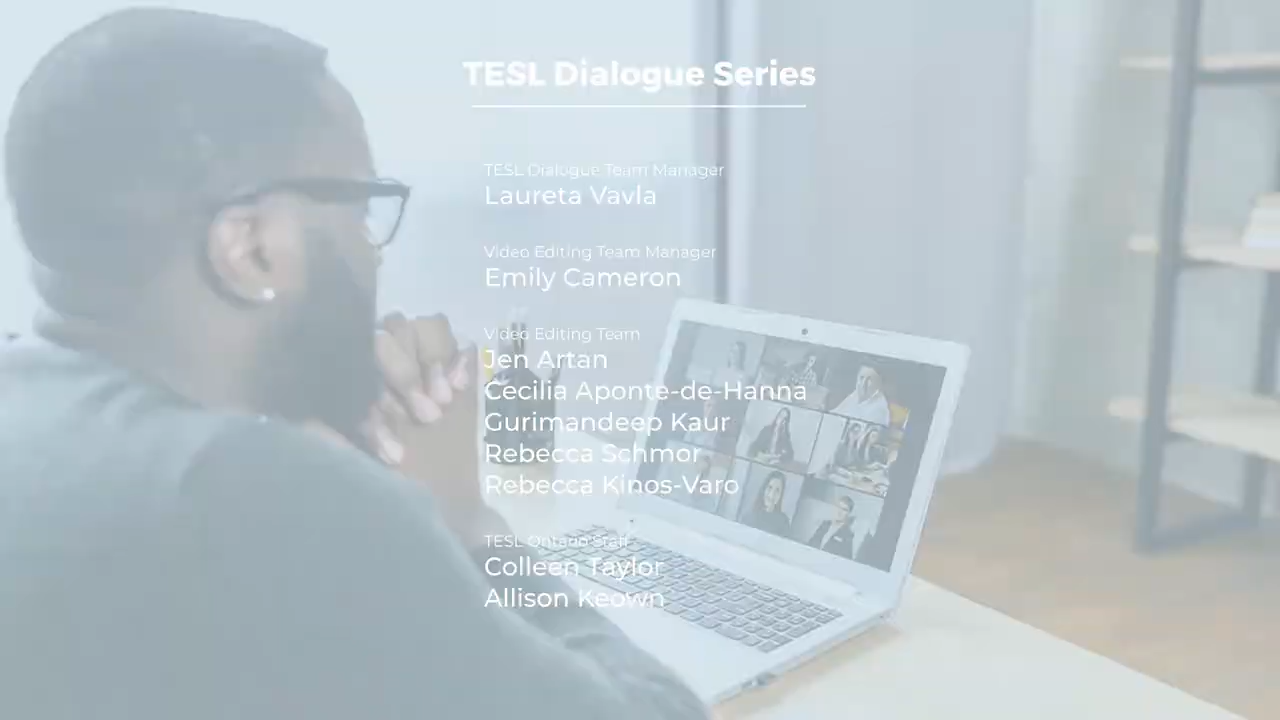 TESL Dialogue Series
TESL Dialogue Team Manager
Laureta Vavla
Video Editing Team Manager
Emily Cameron
Video Editing Team
Jen Artan
Cecilia Aponte-de-Hanna
Gurimandeep Kaur
Rebecca Schmor
Rebecca Kinos-Varo
TESL Ontario Staff
Colleen Taylor
Allison Keown